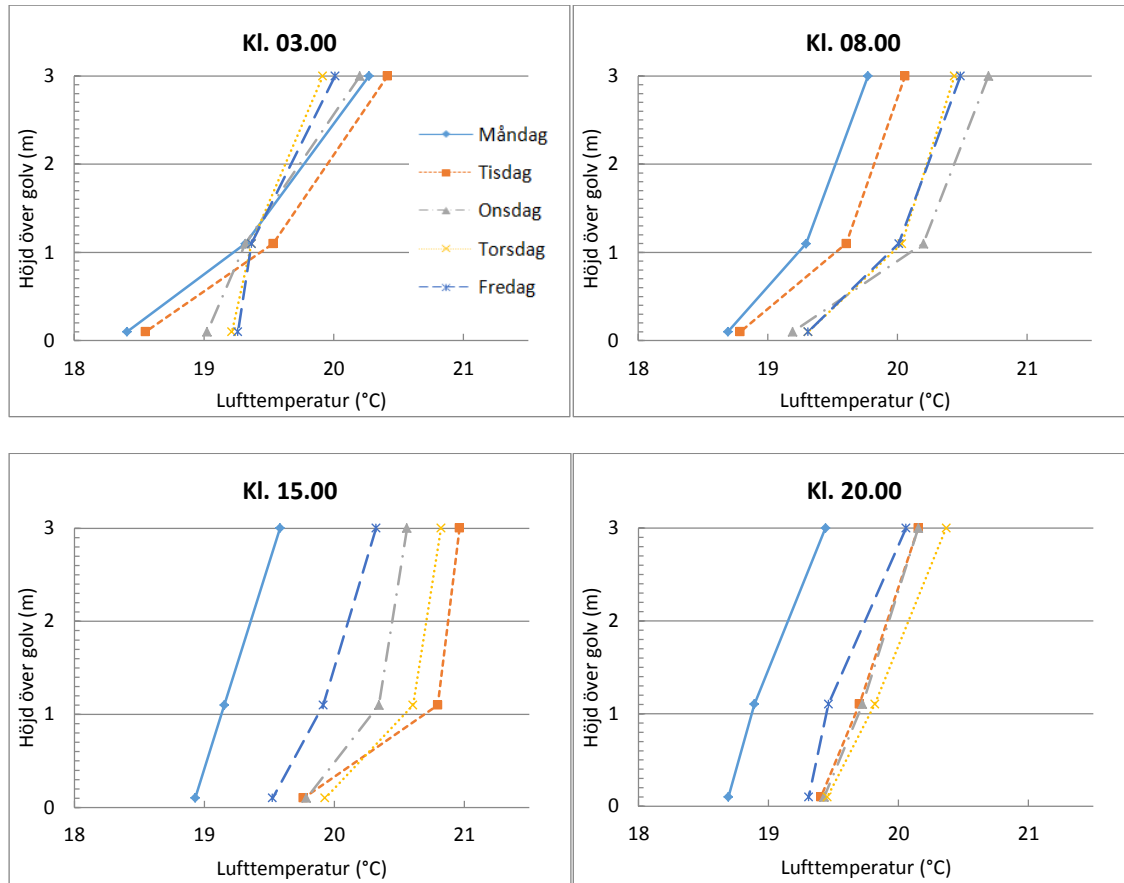 Kl. 03.00
3
2
1
0
Höjd över golv (m)
18
19
20
21
Lufttemperatur (°C)
Måndag
Tisdag
Onsdag
Torsdag
Fredag
Kl. 08.00
3
2
1
0
Höjd över golv (m)
18
19
20
21
Lufttemperatur (°C)
Kl. 15.00
3
2
1
0
Höjd över golv (m)
18
19
20
21
Lufttemperatur (°C)
Kl. 20.00
3
2
1
0
Höjd över golv (m)
18
19
20
21
Lufttemperatur (°C)